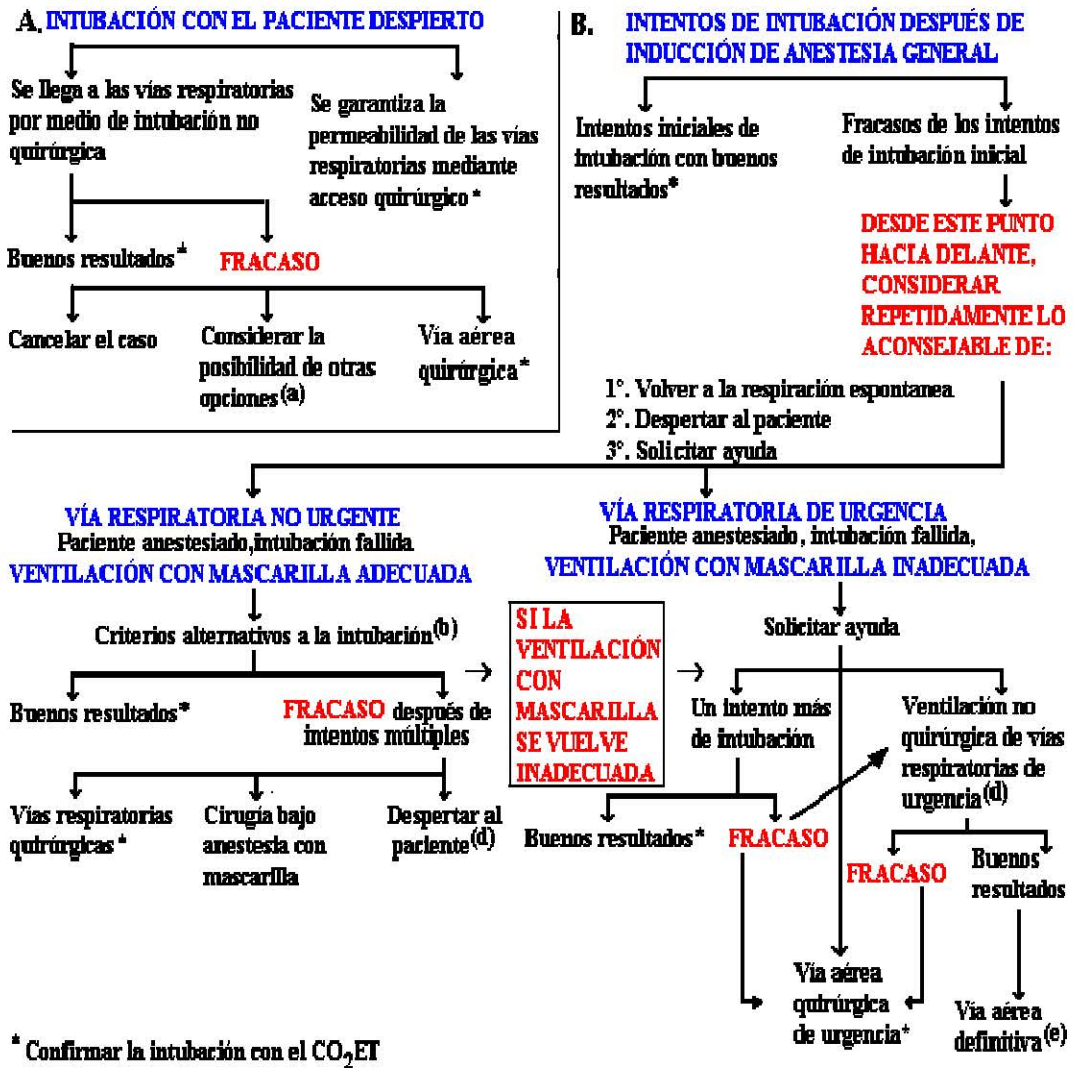 A. INTUBACIÓN CON EL PACIENTE DESPIERTO
Se llega a las vías respiratorias
por medio de intubación no
quirúrgica
Se garantiza la
permeabilidad de las vías
respiratorias mediante
acceso quirúrgico *
Buenos resultados *
FRACASO
Cancelar el caso
Considerar la
posibilidad de otras
opciones (a)
Vía aérea
quirúrgica *
B. INTENTOS DE INTUBACIÓN DESPUÉS DE
INDUCCIÓN DE ANESTESIA GENERAL
Intentos iniciales de
intubación con buenos
resultados *
Fracasos de los intentos
de intubación inicial
DESDE ESTE PUNTO
HACIA DELANTE,
CONSIDERAR
REPETIDAMENTE LO
ACONSEJABLE DE:
1°. Volver a la respiración espontanea
2°. Despertar al paciente
3°. Solicitar ayuda
VÍA RESPIRATORIA NO URGENTE
Paciente anestesiado,intubación fallida
VENTILACIÓN CON MASCARILLA ADECUADA
Criterios alternativos a la intubación (b)
Buenos resultados *
FRACASO después de
intentos múltiples
Vías respiratorias
quirúrgicas *
Cirugía bajo
anestesia con
mascarilla
Despertar al
paciente (d)
SI LA
VENTILACIÓN
CON
MASCARILLA
SE VUELVE
INADECUADA
VÍA RESPIRATORIA DE URGENCIA
Paciente anestesiado, intubación fallida,
VENTILACIÓN CON MASCARILLA INADECUADA
Solicitar ayuda
Un intento más
de intubación
Ventilación no
quirúrgica de vías
respiratorias de
urgencia (d)
Buenos resultados *
FRACASO
FRACASO
Buenos
resultados
Vía aérea
quirúrgica
de urgencia *
Vía aérea
definitiva (e)
* Confirmar la intubación con el CO2ET